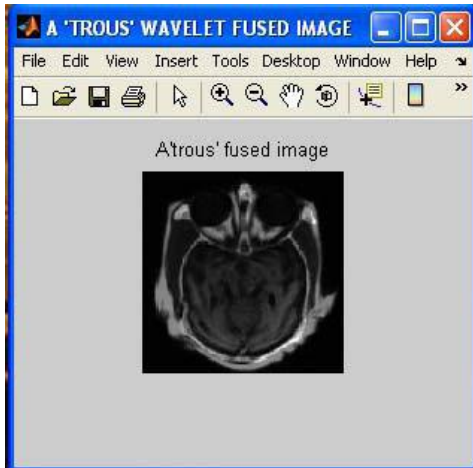 A 'TROUS' WAVELET FUSED IMAGE
File Edit View Insert Tools Desktop Window Help
A'trous' fused image